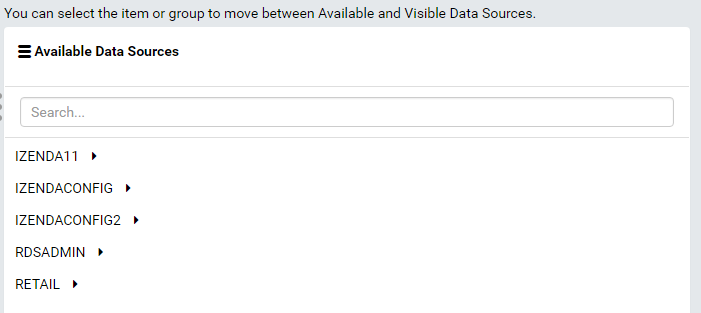 You can select the item or group to move between Available and Visible Data Sources.
Available Data Sources
Search...
IZENDA11
IZENDACONFIG
IZENDACONFIG2
RDSADMIN
RETAIL